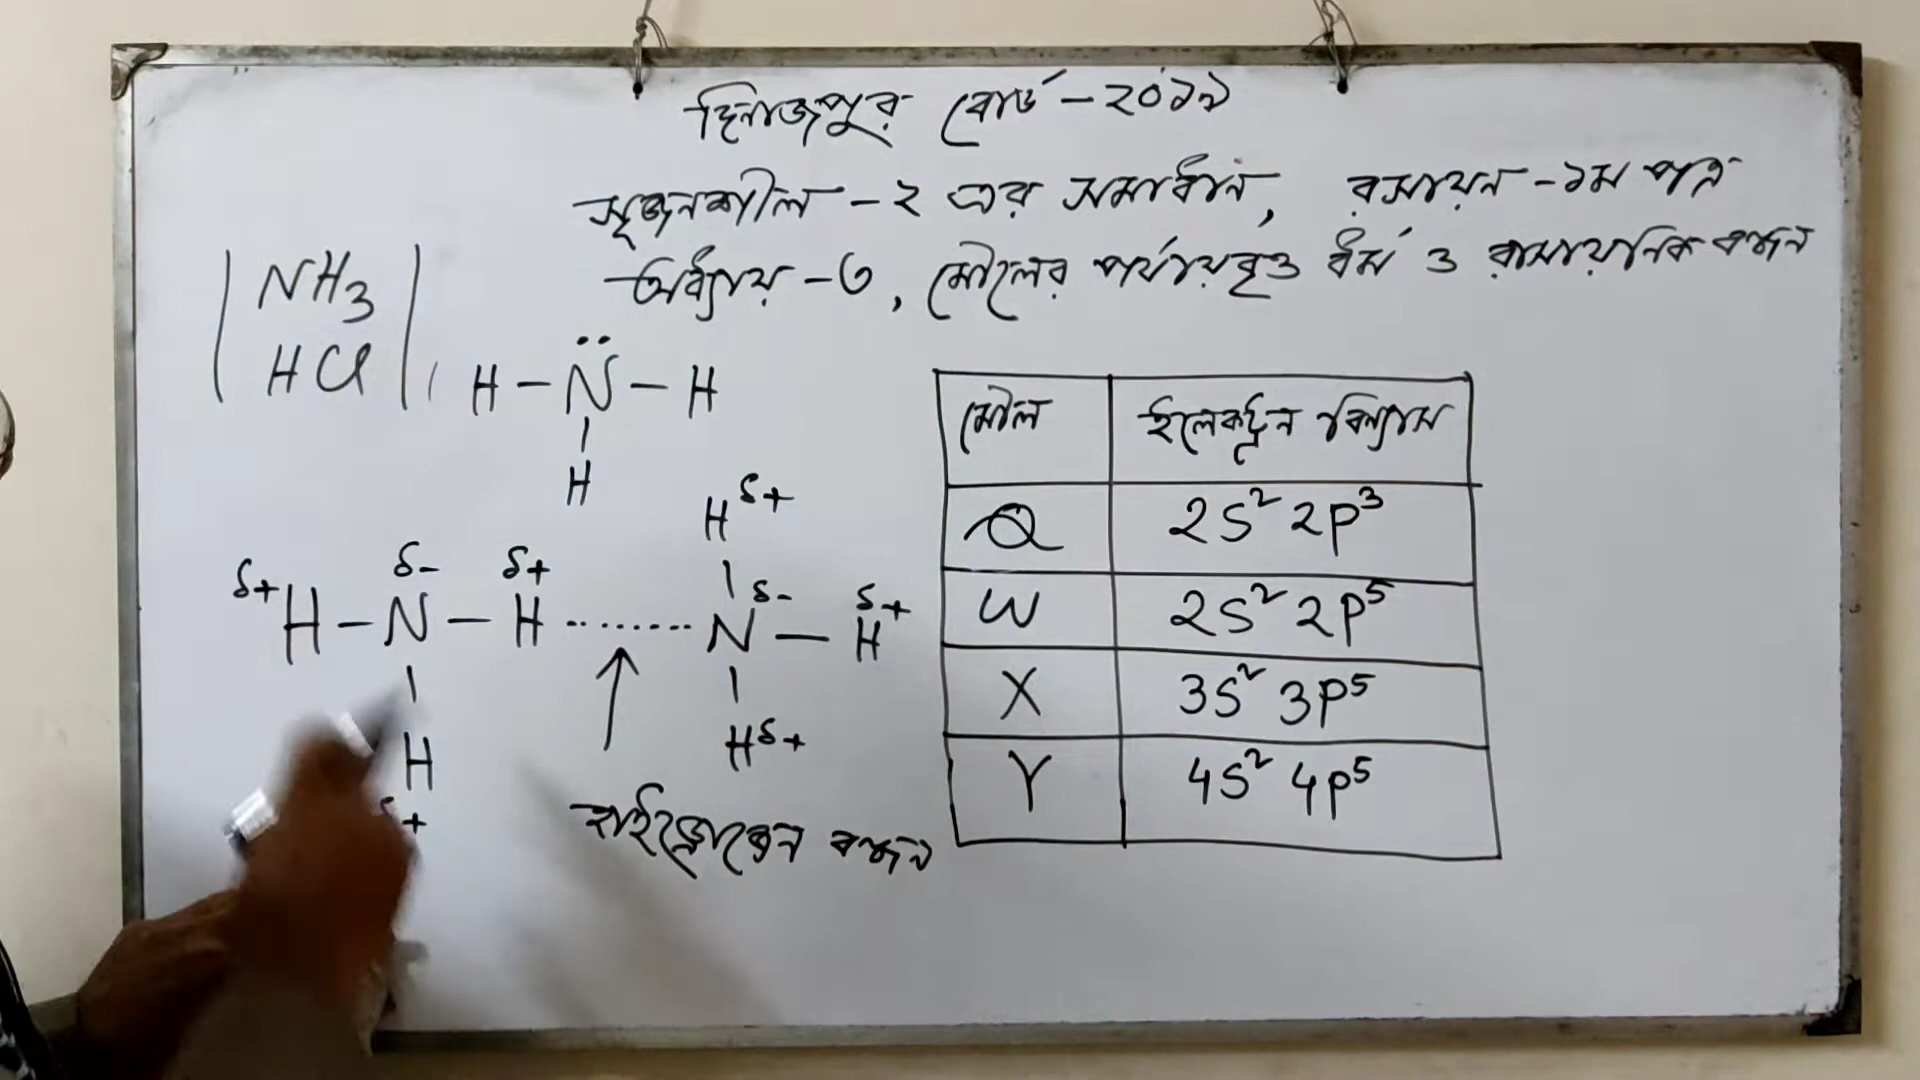 দিনাজপুর বোর্ড - ২০১৯
সৃজনশীল - ২ এর সমাধান, রসায়ন - ১ম পত্র
অধ্যায় - ৩, মৌলের পর্যায়বৃত্ত ধর্ম ও রাসায়নিক বন্ধন
NH3
HCl
H - N̈ - H
H
δ+ H - N δ- - H δ+ ........ N δ- - H δ+
H δ+
H δ+
H δ+
হাইড্রোজেন বন্ধন
মৌল ইলেকট্রন বিন্যাস
Q 2S² 2P³
W 2S² 2P⁵
X 3S² 3P⁵
Y 4S² 4P⁵